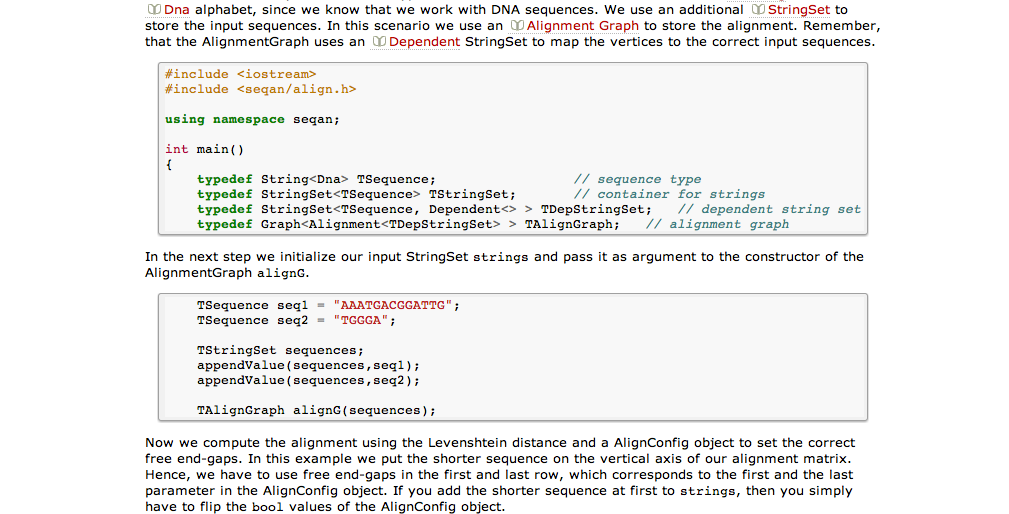 Dna alphabet, since we know that we work with DNA sequences. We use an additional StringSet to
store the input sequences. In this scenario we use an Alignment Graph to store the alignment. Remember,
that the AlignmentGraph uses an Dependent StringSet to map the vertices to the correct input sequences.
#include <iostream>
#include <seqan/align.h>
using namespace seqan;
int main()
{
typedef String<Dna> TSequence; // sequence type
typedef StringSet<TSequence> TStringSet; // container for strings
typedef StringSet<TSequence, Dependent<> > TDepStringSet; // dependent string set
typedef Graph<Alignment<TDepStringSet> > TAlignGraph; // alignment graph
In the next step we initialize our input StringSet strings and pass it as argument to the constructor of the
AlignmentGraph alignG.
TSequence seq1 = "AAATGACGGATTG";
TSequence seq2 = "TGGGA";
TStringSet sequences;
appendValue(sequences,seq1);
appendValue(sequences,seq2);
TAlignGraph alignG(sequences);
Now we compute the alignment using the Levenshtein distance and a AlignConfig object to set the correct
free end-gaps. In this example we put the shorter sequence on the vertical axis of our alignment matrix.
Hence, we have to use free end-gaps in the first and last row, which corresponds to the first and the last
parameter in the AlignConfig object. If you add the shorter sequence at first to strings, then you simply
have to flip the bool values of the AlignConfig object.